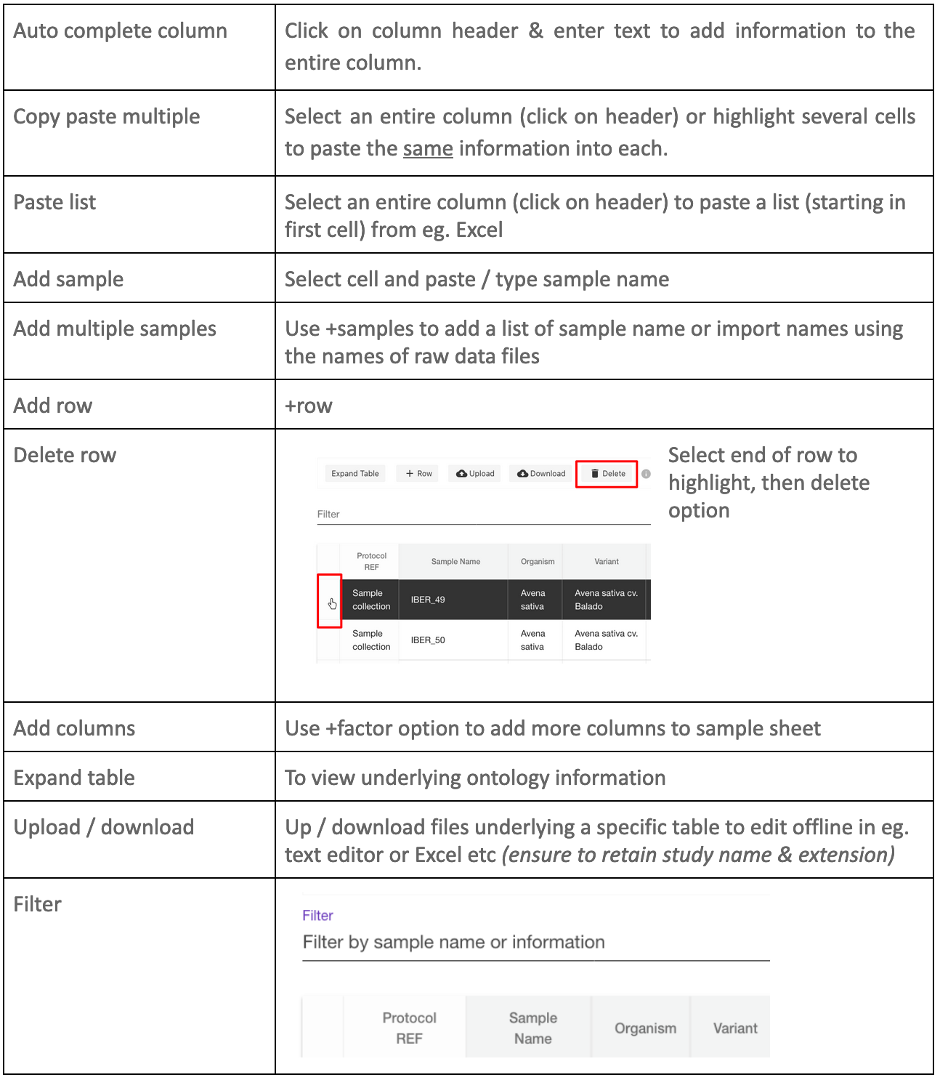 Auto complete column
Click on column header & enter text to add information to the
entire column.
Copy paste multiple
Select an entire column (click on header) or highlight several cells
to paste the same information into each.
Paste list
Select an entire column (click on header) to paste a list (starting in
first cell) from eg. Excel
Add sample
Select cell and paste / type sample name
Add multiple samples
Use +samples to add a list of sample name or import names using
the names of raw data files
Add row
+row
Delete row
Expand Table
+ Row
Upload
Download
Delete
Filter
Protocol
REF
Sample Name
Organism
Variant
Sample
collection
IBER_49
Avena
sativa
Avena sativa cv.
Balado
Sample
collection
IBER_50
Avena
sativa
Avena sativa cv.
Balado
Select end of row to
highlight, then delete
option
Add columns
Use +factor option to add more columns to sample sheet
Expand table
To view underlying ontology information
Upload / download
Up / download files underlying a specific table to edit offline in eg.
text editor or Excel etc (ensure to retain study name & extension)
Filter
Filter
Filter by sample name or information
Protocol
REF
Sample
Name
Organism
Variant